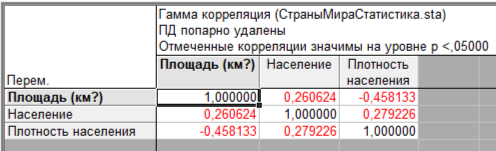 Гамма корреляция (СтраныМираСтатистика.sta)
ПД попарно удалены
Отмеченные корреляции значимы на уровне p <,05000
Перем. Площадь (км?) Население Плотность населения
Площадь (км?) 1,000000 0,260624 -0,458133
Население 0,260624 1,000000 0,279226
Плотность населения -0,458133 0,279226 1,000000